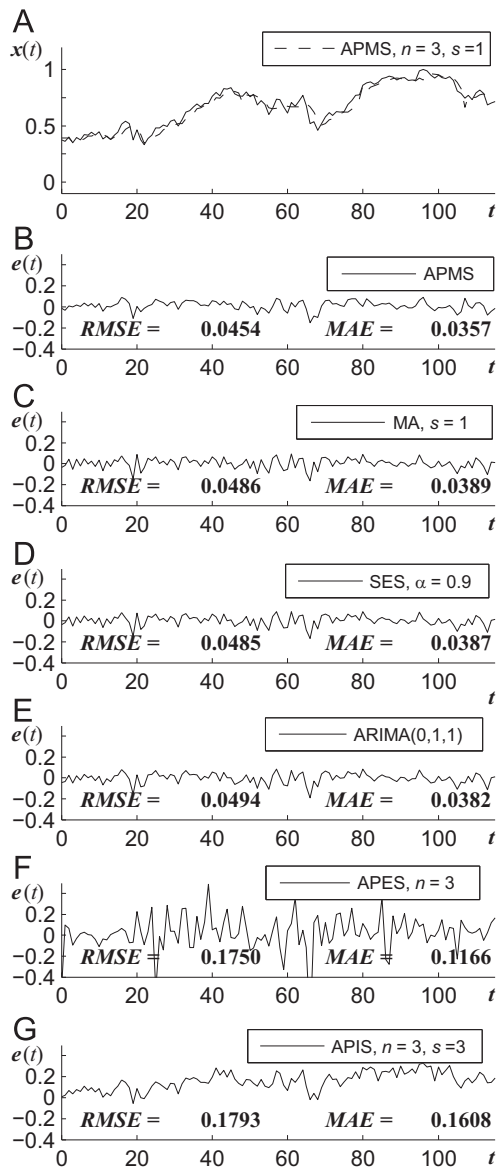 A
x(t)
APMS, n = 3, s =1
1
0.5
0
0 20 40 60 80 100 t
B
e(t)
APMS
0.2
0
−0.2
−0.4
RMSE = 0.0454 MAE = 0.0357
0 20 40 60 80 100 t
C
e(t)
MA, s = 1
0.2
0
−0.2
−0.4
RMSE = 0.0486 MAE = 0.0389
0 20 40 60 80 100 t
D
e(t)
SES, α = 0.9
0.2
0
−0.2
−0.4
RMSE = 0.0485 MAE = 0.0387
0 20 40 60 80 100 t
E
e(t)
ARIMA(0,1,1)
0.2
0
−0.2
−0.4
RMSE = 0.0494 MAE = 0.0382
0 20 40 60 80 100 t
F
e(t)
APES, n = 3
0.2
0
−0.2
−0.4
RMSE = 0.1750 MAE = 0.1166
0 20 40 60 80 100 t
G
e(t)
APIS, n = 3, s =3
0.2
0
−0.2
−0.4
RMSE = 0.1793 MAE = 0.1608
0 20 40 60 80 100 t